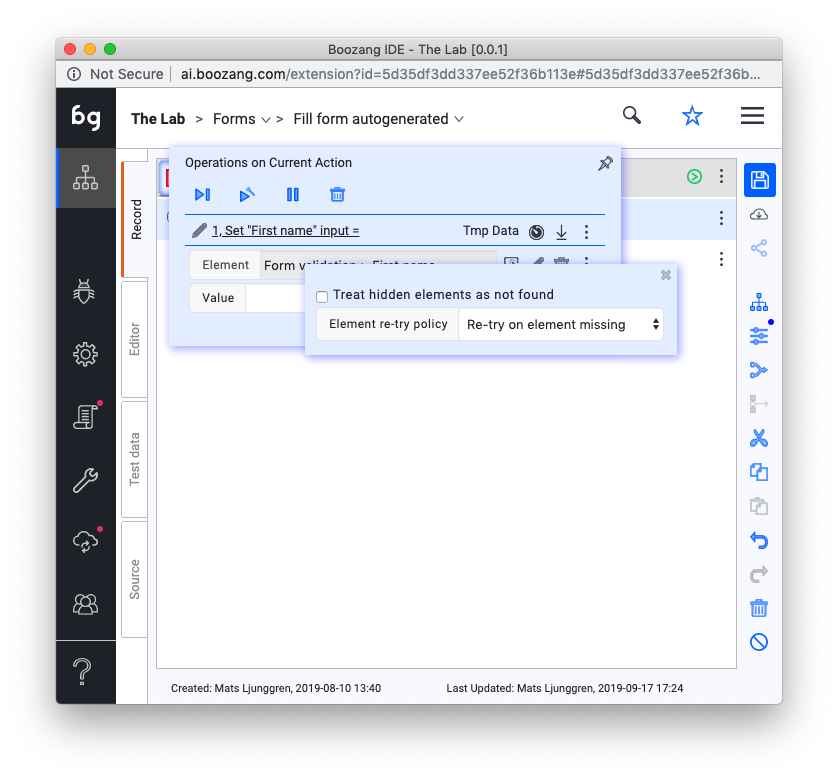 Boozang IDE - The Lab [0.0.1]
Not Secure | ai.boozang.com/extension?id=5d35df3dd337ee52f36b113e#5d35df3dd337ee52f36b...
bg
The Lab > Forms > Fill form autogenerated
Operations on Current Action
1, Set "First name" input =
Tmp Data
Element
Form validation > First name
Value
Treat hidden elements as not found
Element re-try policy
Re-try on element missing
Record
Editor
Test data
Source
Created: Mats Ljunggren, 2019-08-10 13:40
Last Updated: Mats Ljunggren, 2019-09-17 17:24